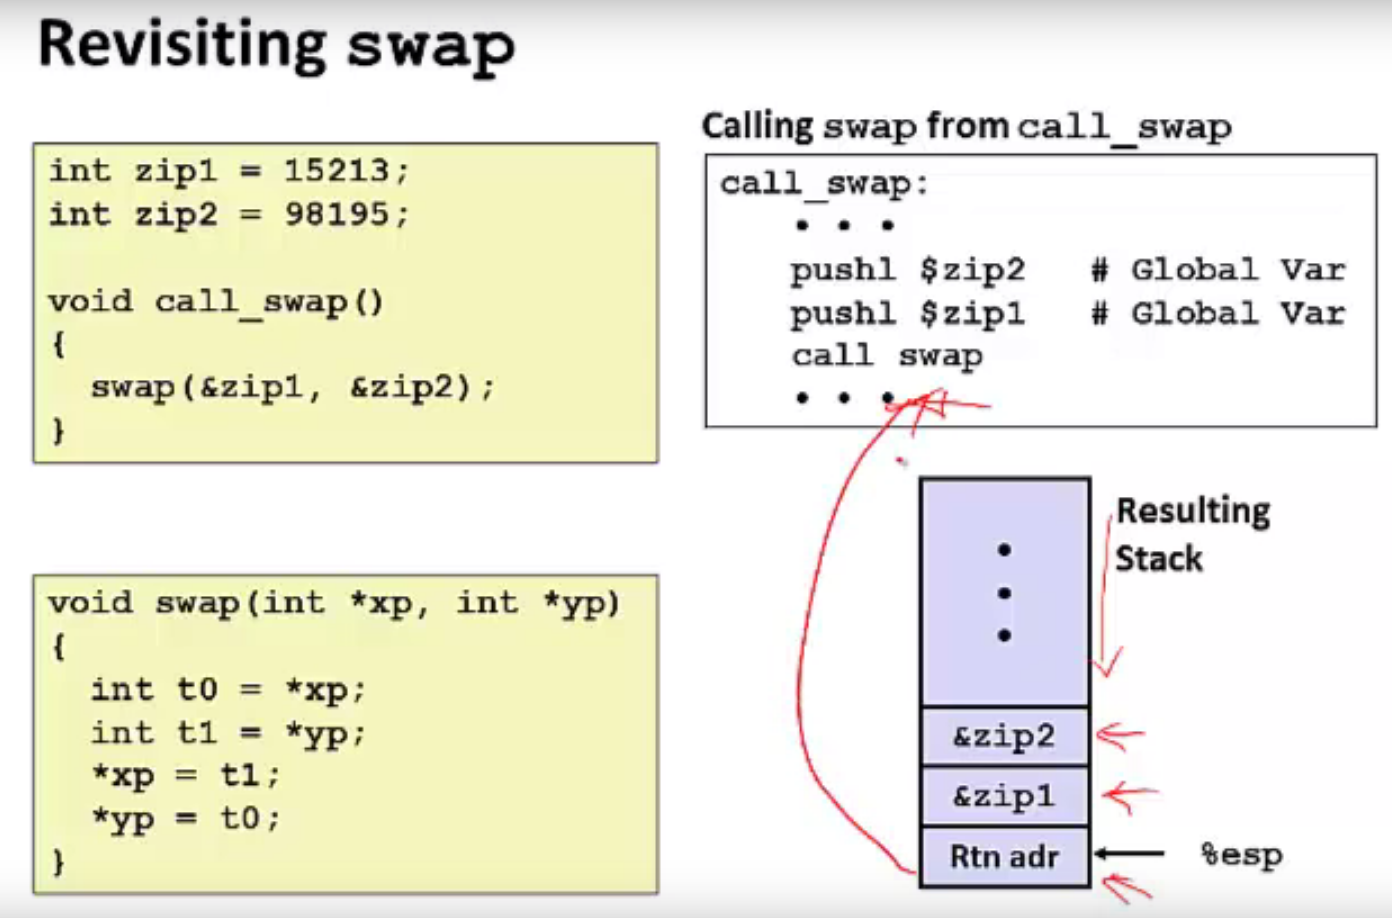 Revisiting swap
int zip1 = 15213;
int zip2 = 98195;
void call_swap()
{
  swap(&zip1, &zip2);
}
void swap(int *xp, int *yp)
{
  int t0 = *xp;
  int t1 = *yp;
  *xp = t1;
  *yp = t0;
}
Calling swap from call_swap
call_swap:
• • •
pushl $zip2   # Global Var
pushl $zip1   # Global Var
call swap
• • •
Resulting
Stack
•
•
•
&zip2
&zip1
Rtn adr %esp